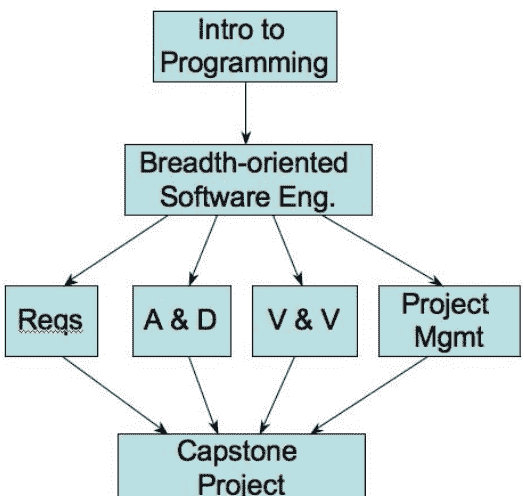 Intro to
Programming
Breadth-oriented
Software Eng.
Reqs
A & D
V & V
Project
Mgmt
Capstone
Project